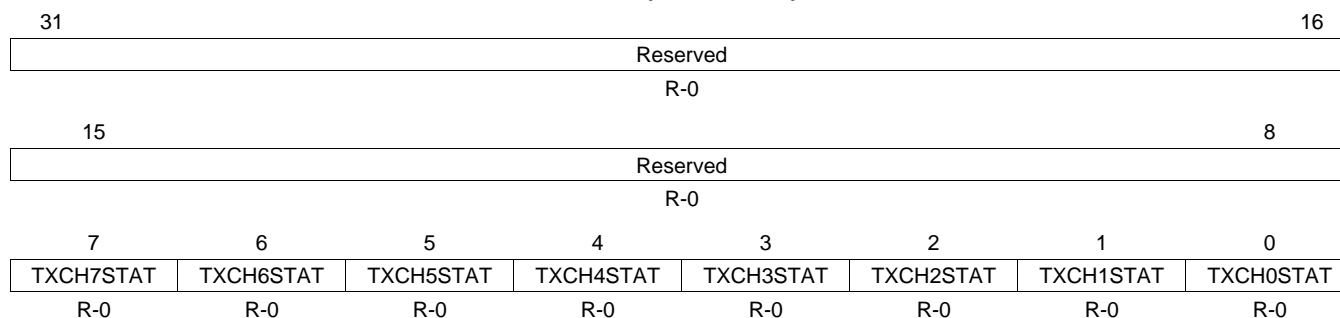 31 16
Reserved
R-0
15 8
Reserved
R-0
7 6 5 4 3 2 1 0
TXCH7STAT TXCH6STAT TXCH5STAT TXCH4STAT TXCH3STAT TXCH2STAT TXCH1STAT TXCH0STAT
R-0 R-0 R-0 R-0 R-0 R-0 R-0 R-0